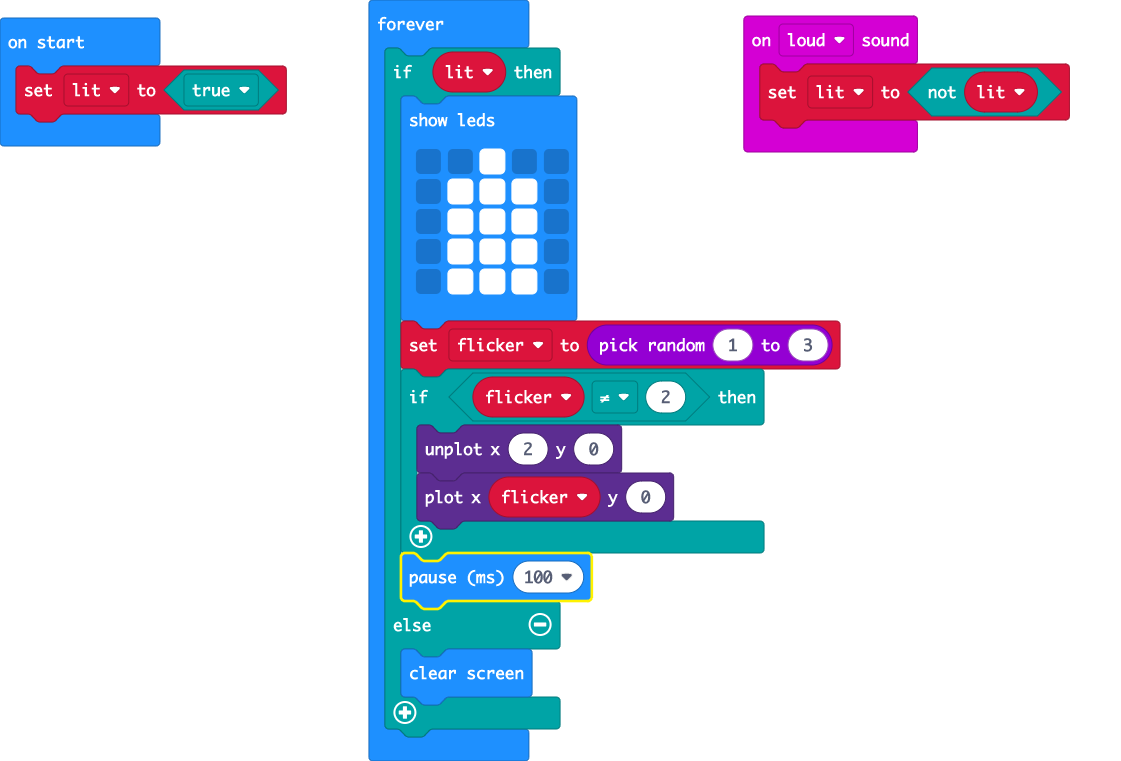 on start
set lit to true
forever
if lit then
show leds
set flicker to pick random 1 to 3
if flicker ≠ 2 then
unplot x 2 y 0
plot x flicker y 0
pause (ms) 100
else
clear screen
on loud sound
set lit to not lit